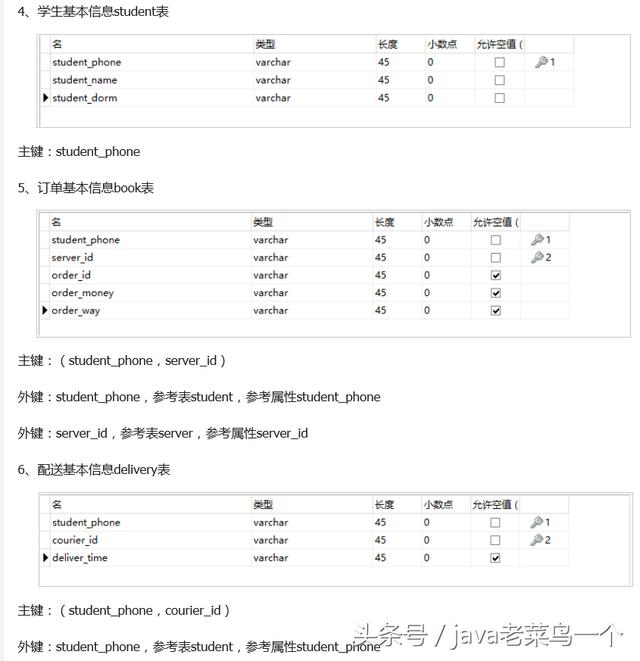 4、学生基本信息student表
名 类型 长度 小数点 允许空值 (
student_phone varchar 45 0 1
student_name varchar 45 0
student_dorm varchar 45 0
主键：student_phone
5、订单基本信息book表
名 类型 长度 小数点 允许空值 (
student_phone varchar 45 0 1
server_id varchar 45 0 2
order_id varchar 45 0
order_money varchar 45 0
order_way varchar 45 0
主键：（student_phone，server_id）
外键：student_phone，参考表student，参考属性student_phone
外键：server_id，参考表server，参考属性server_id
6、配送基本信息delivery表
名 类型 长度 小数点 允许空值 (
student_phone varchar 45 0 1
courier_id varchar 45 0 2
deliver_time varchar 45 0
主键：（student_phone，courier_id）
头条号 / java老菜鸟一个
外键：student_phone，参考表student，参考属性student_phone